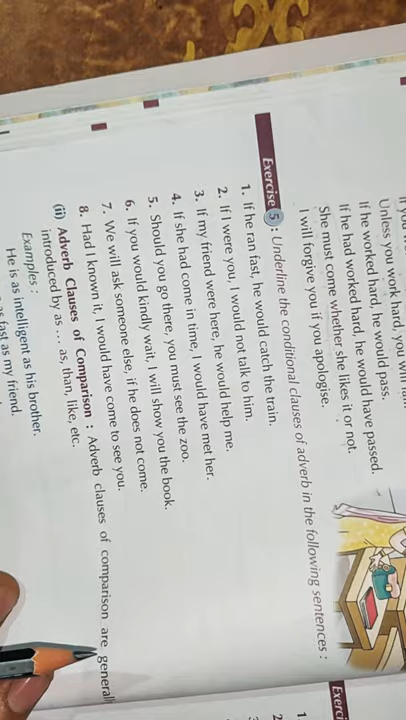 Unless you work hard, you will
If he worked hard, he would pass.
If he had worked hard, he would have passed.
She must come whether she likes it or not.
I will forgive you if you apologise.
Exercise 5 : Underline the conditional clauses of adverb in the following sentences :
1. If he ran fast, he would catch the train.
2. If I were you, I would not talk to him.
3. If my friend were here, he would help me.
4. If she had come in time, I would have met her.
5. Should you go there, you must see the zoo.
6. If you would kindly wait, I will show you the book.
7. We will ask someone else, if he does not come.
8. Had I known it, I would have come to see you.
(ii) Adverb Clauses of Comparison : Adverb clauses of comparison are general
introduced by as ... as, than, like, etc.
Examples :
He is as intelligent as his brother.
fast as my friend.
Exerc
1.
2.